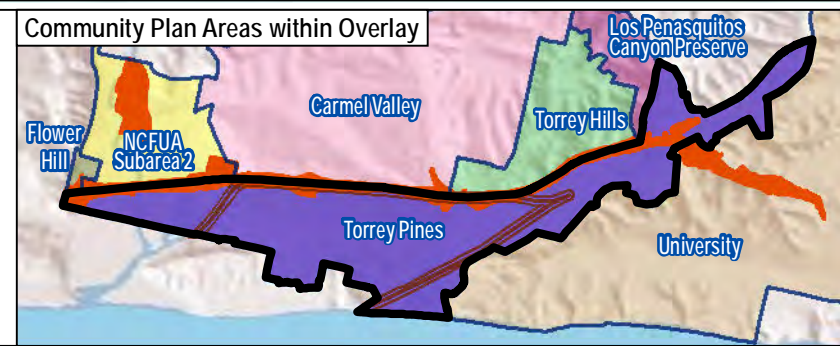 Community Plan Areas within Overlay
Los Penasquitos
Canyon Preserve
Carmel Valley
Torrey Hills
Flower
Hill
NCFUA
Subarea 2
Torrey Pines
University